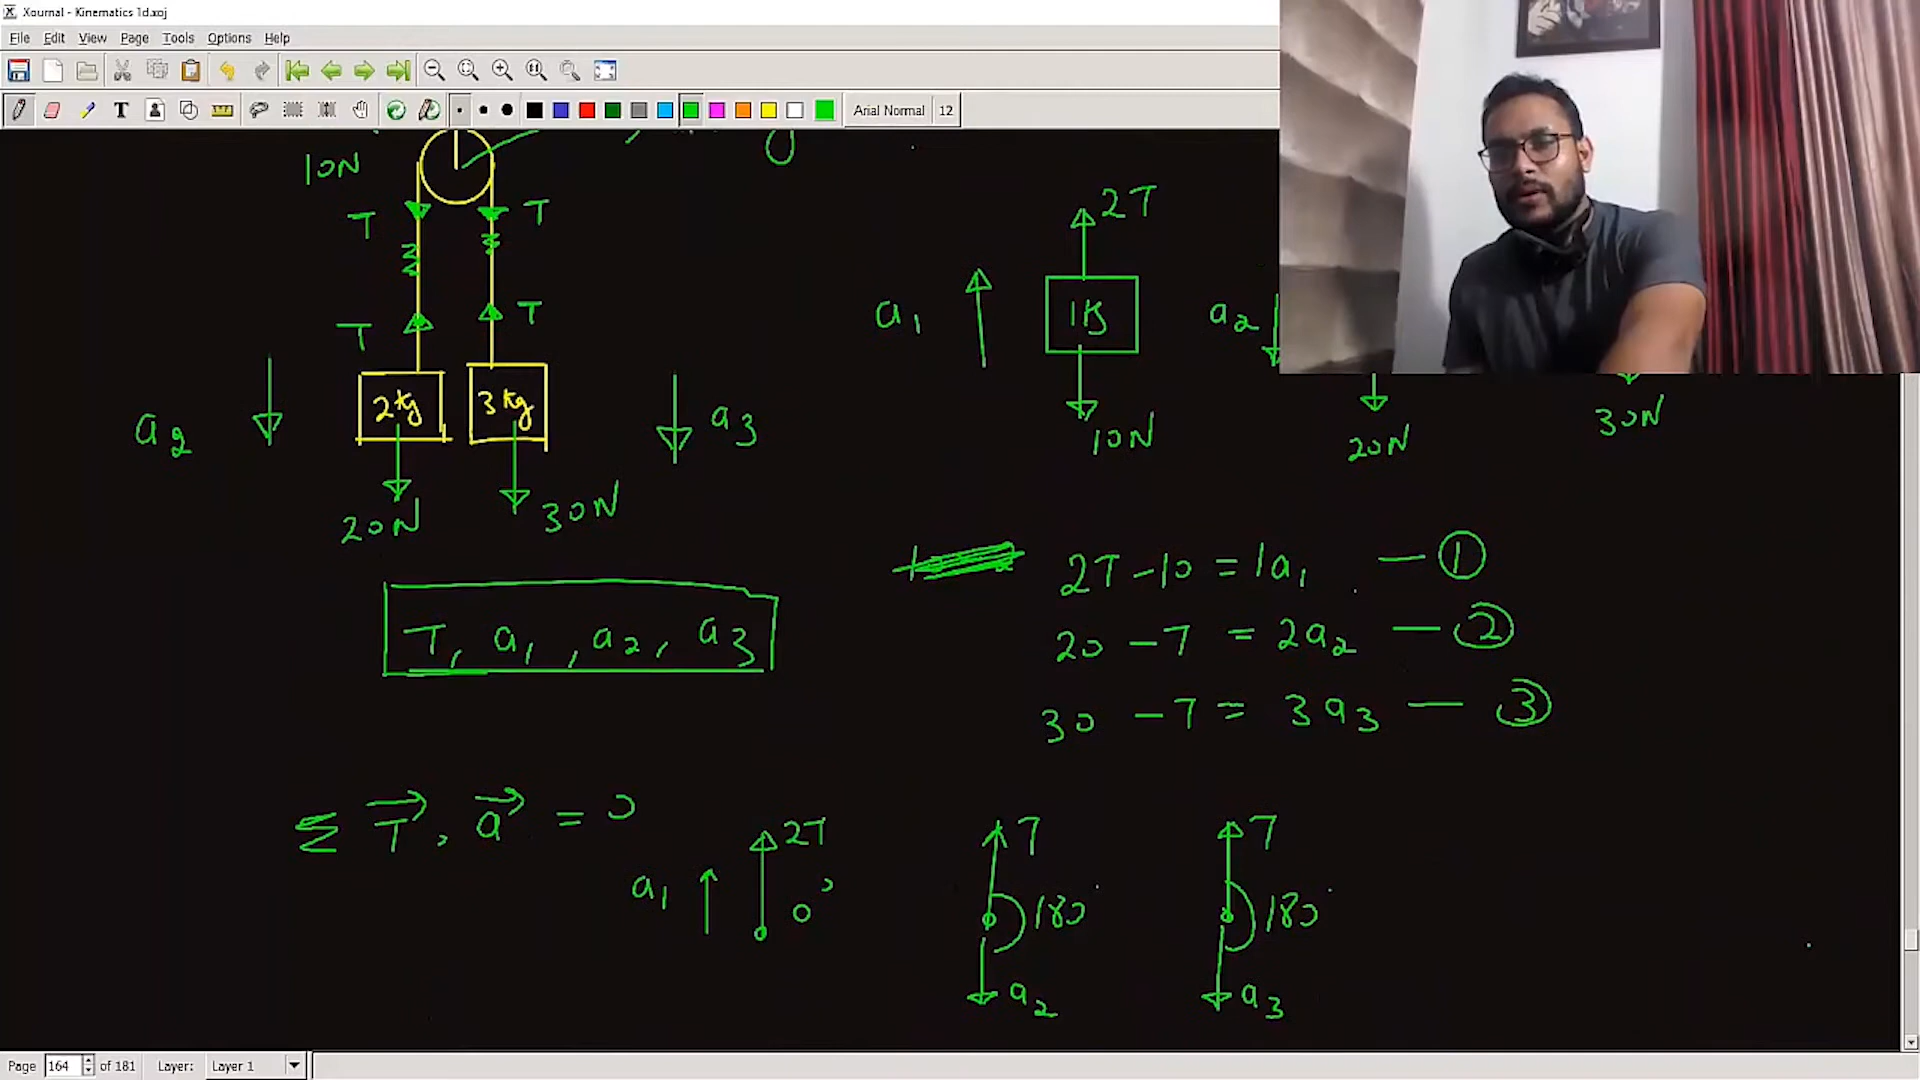 Xournal - Kinematics 1d.xoj
File Edit View Page Tools Options Help
T Arial Normal 12
10N
T T
T T
2kg 3kg
a2 a3
20N 30N
2T
a1 1kg a2
10N 20N 30N
T, a1, a2, a3
2T - 10 = 1a1 — 1
20 - T = 2a2 — 2
30 - T = 3a3 — 3
Σ T . a = 0
a1 2T 0°
T 180 a2
T 180 a3
Page 164 of 181 Layer: Layer 1